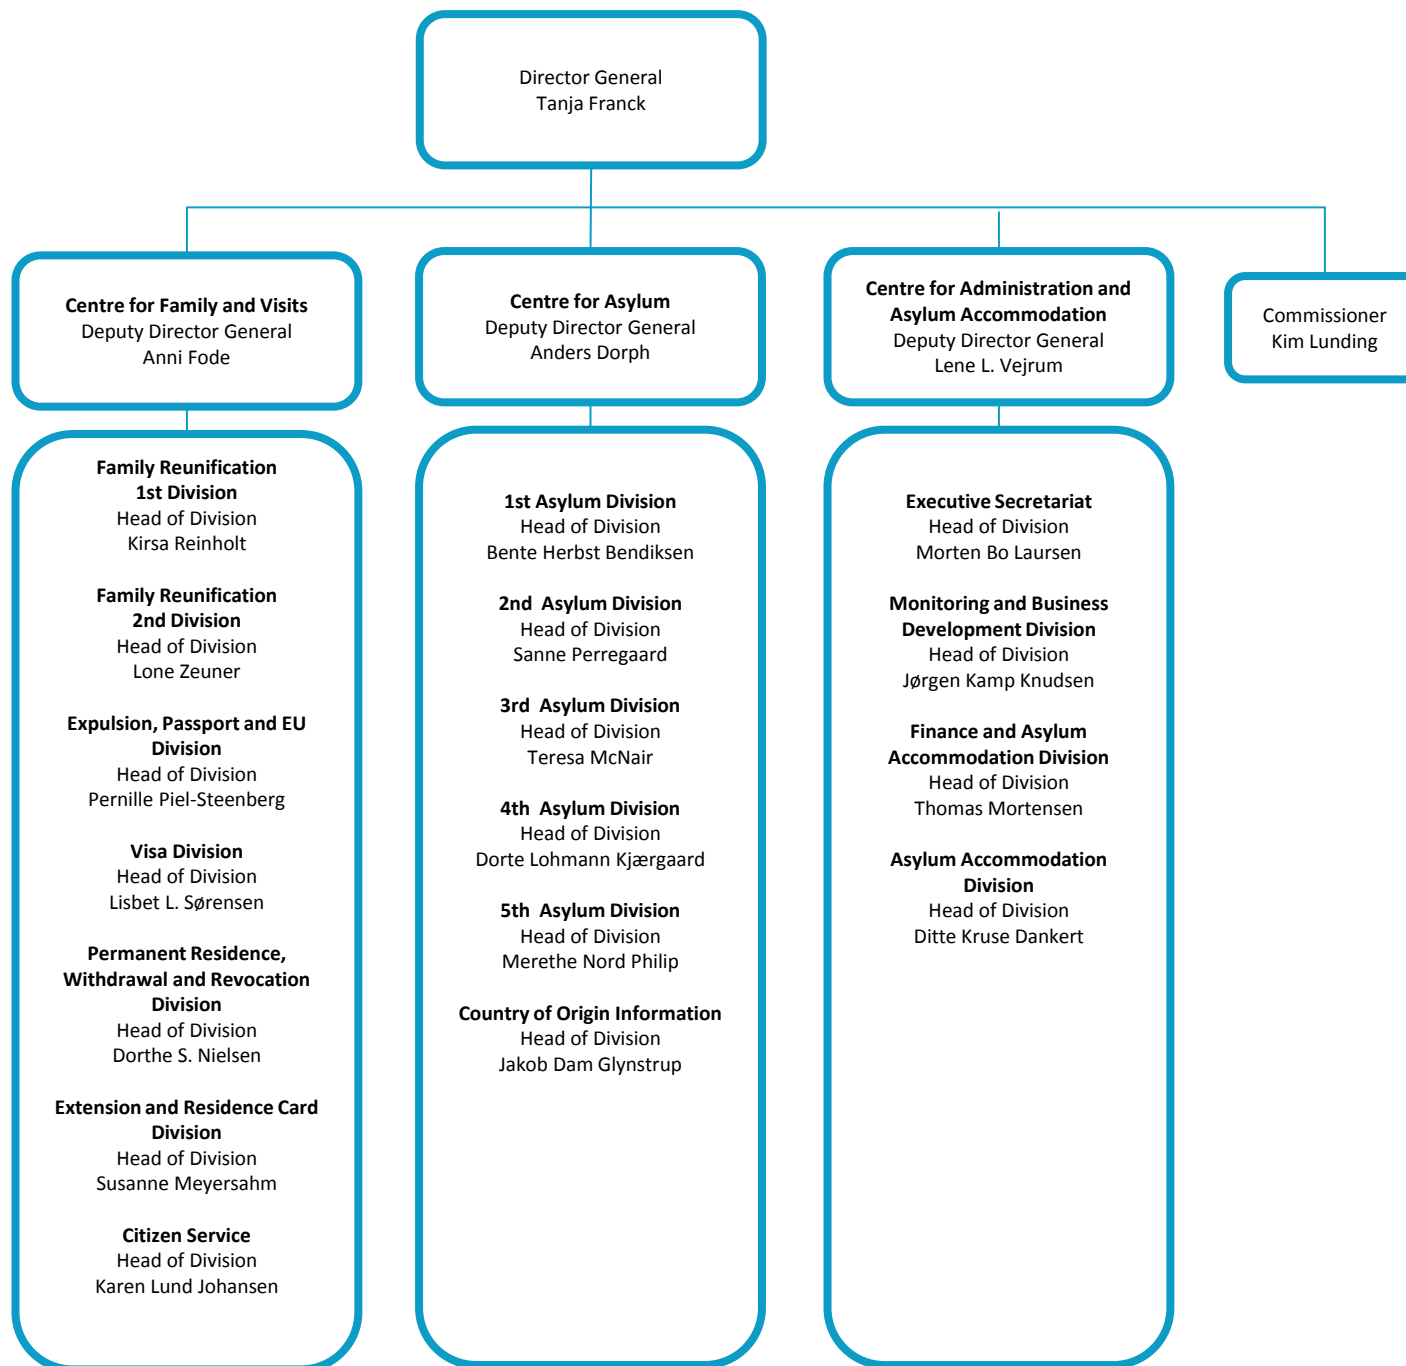 Director General
Tanja Franck
Centre for Family and Visits
Deputy Director General
Anni Fode
Centre for Asylum
Deputy Director General
Anders Dorph
Centre for Administration and
Asylum Accommodation
Deputy Director General
Lene L. Vejrum
Commissioner
Kim Lunding
Family Reunification
1st Division
Head of Division
Kirsa Reinholt
Family Reunification
2nd Division
Head of Division
Lone Zeuner
Expulsion, Passport and EU
Division
Head of Division
Pernille Piel-Steenberg
Visa Division
Head of Division
Lisbet L. Sørensen
Permanent Residence,
Withdrawal and Revocation
Division
Head of Division
Dorthe S. Nielsen
Extension and Residence Card
Division
Head of Division
Susanne Meyersahm
Citizen Service
Head of Division
Karen Lund Johansen
1st Asylum Division
Head of Division
Bente Herbst Bendiksen
2nd  Asylum Division
Head of Division
Sanne Perregaard
3rd  Asylum Division
Head of Division
Teresa McNair
4th  Asylum Division
Head of Division
Dorte Lohmann Kjærgaard
5th  Asylum Division
Head of Division
Merethe Nord Philip
Country of Origin Information
Head of Division
Jakob Dam Glynstrup
Executive Secretariat
Head of Division
Morten Bo Laursen
Monitoring and Business
Development Division
Head of Division
Jørgen Kamp Knudsen
Finance and Asylum
Accommodation Division
Head of Division
Thomas Mortensen
Asylum Accommodation
Division
Head of Division
Ditte Kruse Dankert